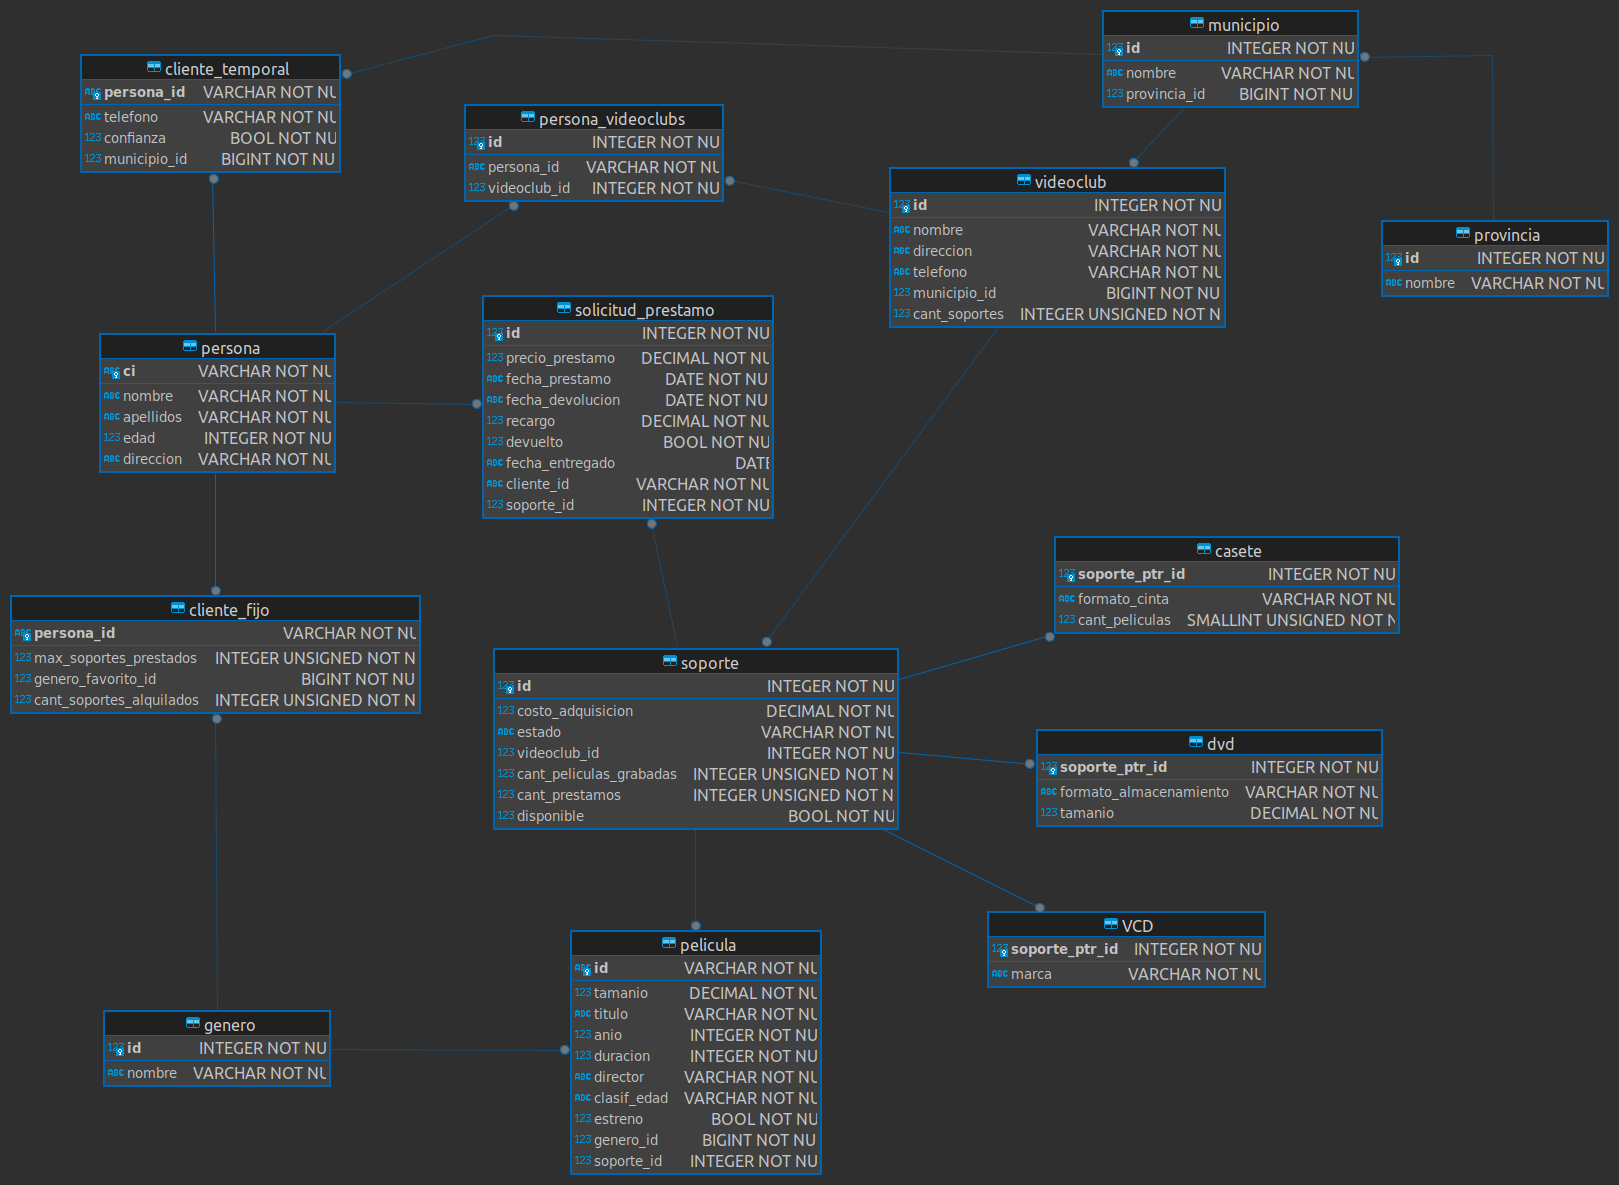 cliente_temporal
persona_id VARCHAR NOT NU
telefono VARCHAR NOT NU
confianza BOOL NOT NU
municipio_id BIGINT NOT NU
persona_videoclubs
id INTEGER NOT NU
persona_id VARCHAR NOT NU
videoclub_id INTEGER NOT NU
municipio
id INTEGER NOT NU
nombre VARCHAR NOT NU
provincia_id BIGINT NOT NU
videoclub
id INTEGER NOT NU
nombre VARCHAR NOT NU
direccion VARCHAR NOT NU
telefono VARCHAR NOT NU
municipio_id BIGINT NOT NU
cant_soportes INTEGER UNSIGNED NOT N
provincia
id INTEGER NOT NU
nombre VARCHAR NOT NU
solicitud_prestamo
id INTEGER NOT NU
precio_prestamo DECIMAL NOT NU
fecha_prestamo DATE NOT NU
fecha_devolucion DATE NOT NU
recargo DECIMAL NOT NU
devuelto BOOL NOT NU
fecha_entregado DATE
cliente_id VARCHAR NOT NU
soporte_id INTEGER NOT NU
persona
ci VARCHAR NOT NU
nombre VARCHAR NOT NU
apellidos VARCHAR NOT NU
edad INTEGER NOT NU
direccion VARCHAR NOT NU
casete
soporte_ptr_id INTEGER NOT NU
formato_cinta VARCHAR NOT NU
cant_peliculas SMALLINT UNSIGNED NOT N
cliente_fijo
persona_id VARCHAR NOT NU
max_soportes_prestados INTEGER UNSIGNED NOT N
genero_favorito_id BIGINT NOT NU
cant_soportes_alquilados INTEGER UNSIGNED NOT N
soporte
id INTEGER NOT NU
costo_adquisicion DECIMAL NOT NU
estado VARCHAR NOT NU
videoclub_id INTEGER NOT NU
cant_peliculas_grabadas INTEGER UNSIGNED NOT N
cant_prestamos INTEGER UNSIGNED NOT N
disponible BOOL NOT NU
dvd
soporte_ptr_id INTEGER NOT NU
formato_almacenamiento VARCHAR NOT NU
tamanio DECIMAL NOT NU
VCD
soporte_ptr_id INTEGER NOT NU
marca VARCHAR NOT NU
pelicula
id VARCHAR NOT NU
tamanio DECIMAL NOT NU
titulo VARCHAR NOT NU
anio INTEGER NOT NU
duracion INTEGER NOT NU
director VARCHAR NOT NU
clasif_edad VARCHAR NOT NU
estreno BOOL NOT NU
genero_id BIGINT NOT NU
soporte_id INTEGER NOT NU
genero
id INTEGER NOT NU
nombre VARCHAR NOT NU